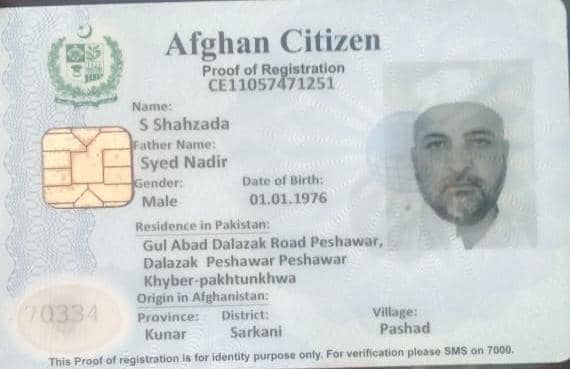 Afghan Citizen
Proof of Registration
CE11057471251
Name:
S Shahzada
Father Name:
Syed Nadir
Gender: Date of Birth:
Male 01.01.1976
Residence in Pakistan:
Gul Abad Dalazak Road Peshawar,
Dalazak Peshawar Peshawar
Khyber-pakhtunkhwa
Origin in Afghanistan:
Province: District: Village:
Kunar Sarkani Pashad
70334
This Proof of registration is for identity purpose only. For verification please SMS on 7000.